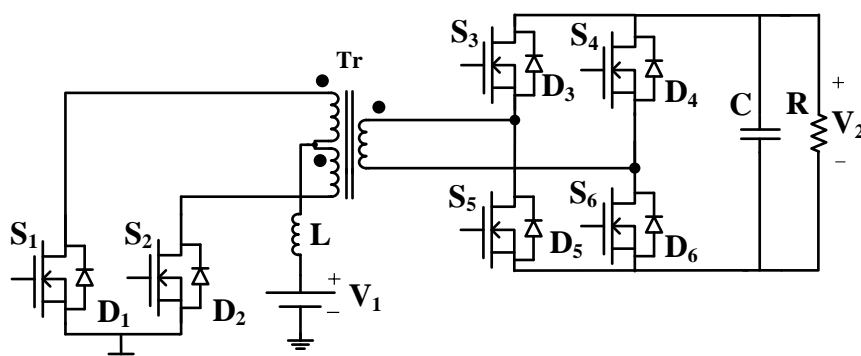 S3
S4
Tr
D3
D4
C
R
+
V2
−
S5
S6
S1
S2
L
D5
D6
+
V1
−
D1
D2